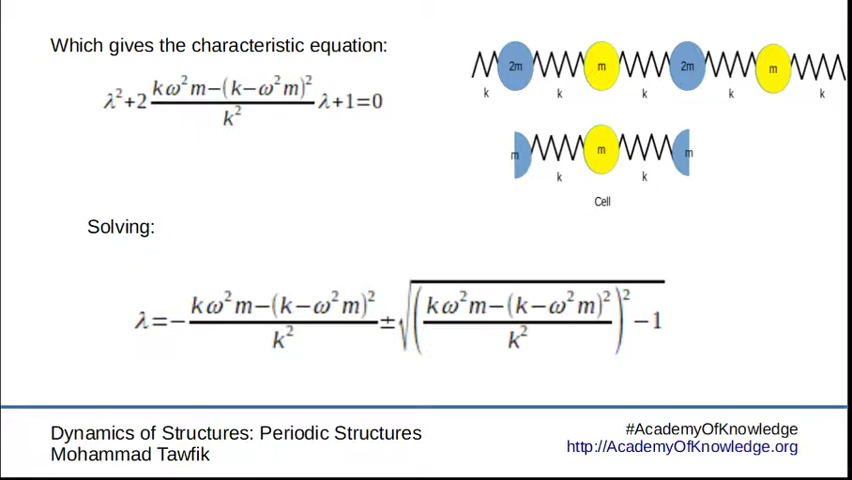 Which gives the characteristic equation:
λ²+2 (kω²m−(k−ω²m)²)/k² λ+1=0
2m m 2m m
k k k k k
m m m
k k
Cell
Solving:
λ=− (kω²m−(k−ω²m)²)/k² ± √(((kω²m−(k−ω²m)²)/k²)² −1)
Dynamics of Structures: Periodic Structures
Mohammad Tawfik
#AcademyOfKnowledge
http://AcademyOfKnowledge.org